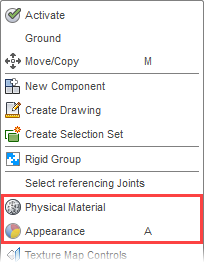 Activate
Ground
Move/Copy M
New Component
Create Drawing
Create Selection Set
Rigid Group
Select referencing Joints
Physical Material
Appearance A
Texture Map Controls